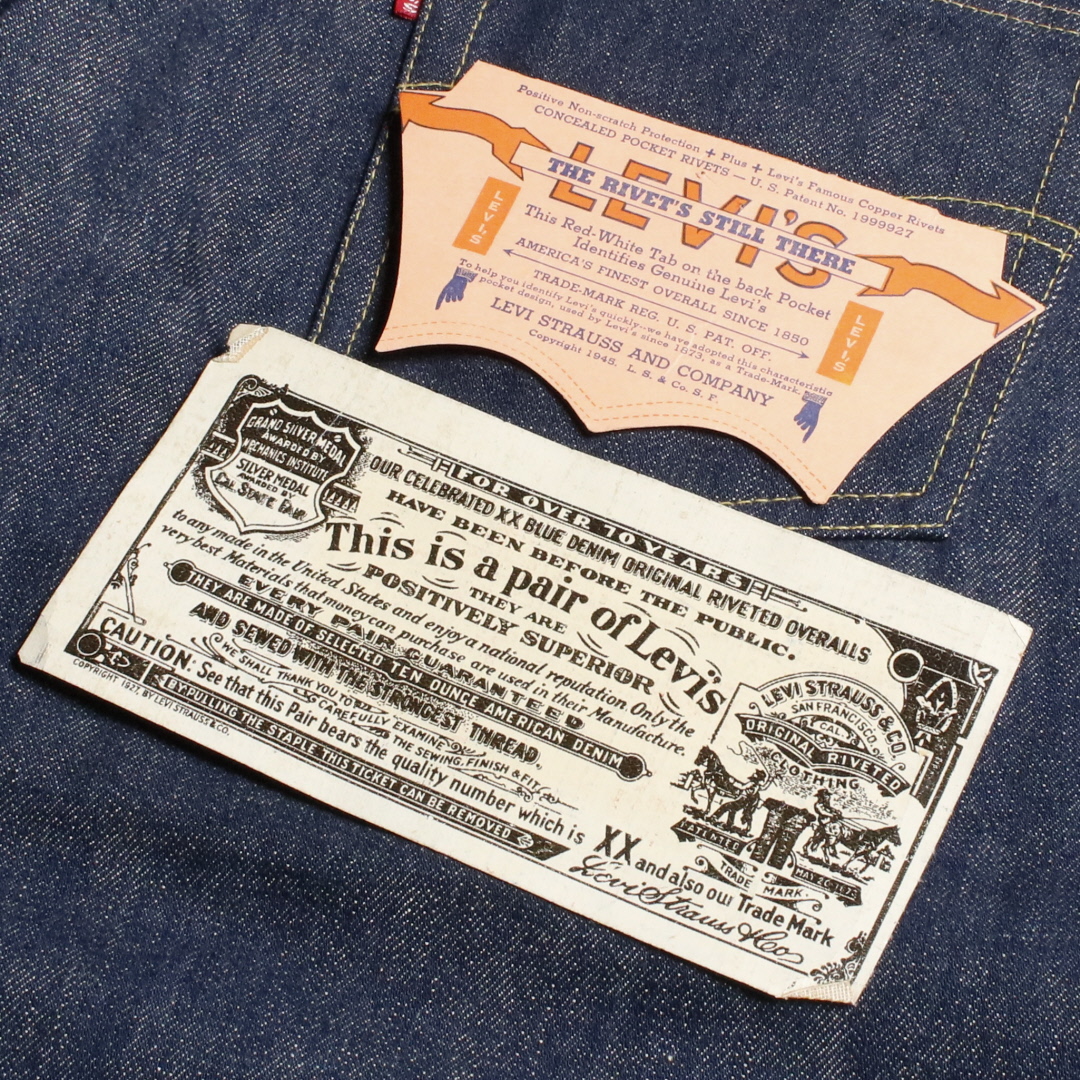 Positive Non-scratch Protection + Plus + Levi's Famous Copper Rivets
CONCEALED POCKET RIVETS — U. S. Patent No. 1999927
LEVI'S
THE RIVET'S STILL THERE
LEVI'S
This Red-White Tab on the back Pocket
Identifies Genuine Levi's
AMERICA'S FINEST OVERALL SINCE 1850
TRADE-MARK REG. U. S. PAT. OFF.
LEVI'S
To help you identify Levi's quickly--we have adopted this characteristic
pocket design, used by Levi's since 1873, as a Trade-Mark.
LEVI STRAUSS AND COMPANY
Copyright 1945, L. S. & Co. S. F.
GRAND SILVER MEDAL
AWARDED BY
MECHANICS INSTITUTE
SILVER MEDAL
AWARDED BY
CAL. STATE FAIR
FOR OVER 70 YEARS
OUR CELEBRATED XX BLUE DENIM ORIGINAL RIVETED OVERALLS
HAVE BEEN BEFORE THE PUBLIC.
This is a pair of Levi's
THEY ARE
POSITIVELY SUPERIOR
to any made in the United States and enjoy a national reputation. Only the
very best Materials that money can purchase are used in their Manufacture.
EVERY PAIR GUARANTEED
THEY ARE MADE OF SELECTED TEN OUNCE AMERICAN DENIM
AND SEWED WITH THE STRONGEST THREAD.
WE SHALL THANK YOU TO
CAREFULLY EXAMINE
THE SEWING, FINISH & FIT
CAUTION: See that this Pair bears the quality number which is XX and also our Trade Mark
BY PULLING THE STAPLE THIS TICKET CAN BE REMOVED
Levi Strauss & Co
COPYRIGHT 1927, BY LEVI STRAUSS & CO.
LEVI STRAUSS & CO.
SAN FRANCISCO,
CAL.
ORIGINAL RIVETED
CLOTHING
PATENTED
MAY 20 1873
TRADE MARK